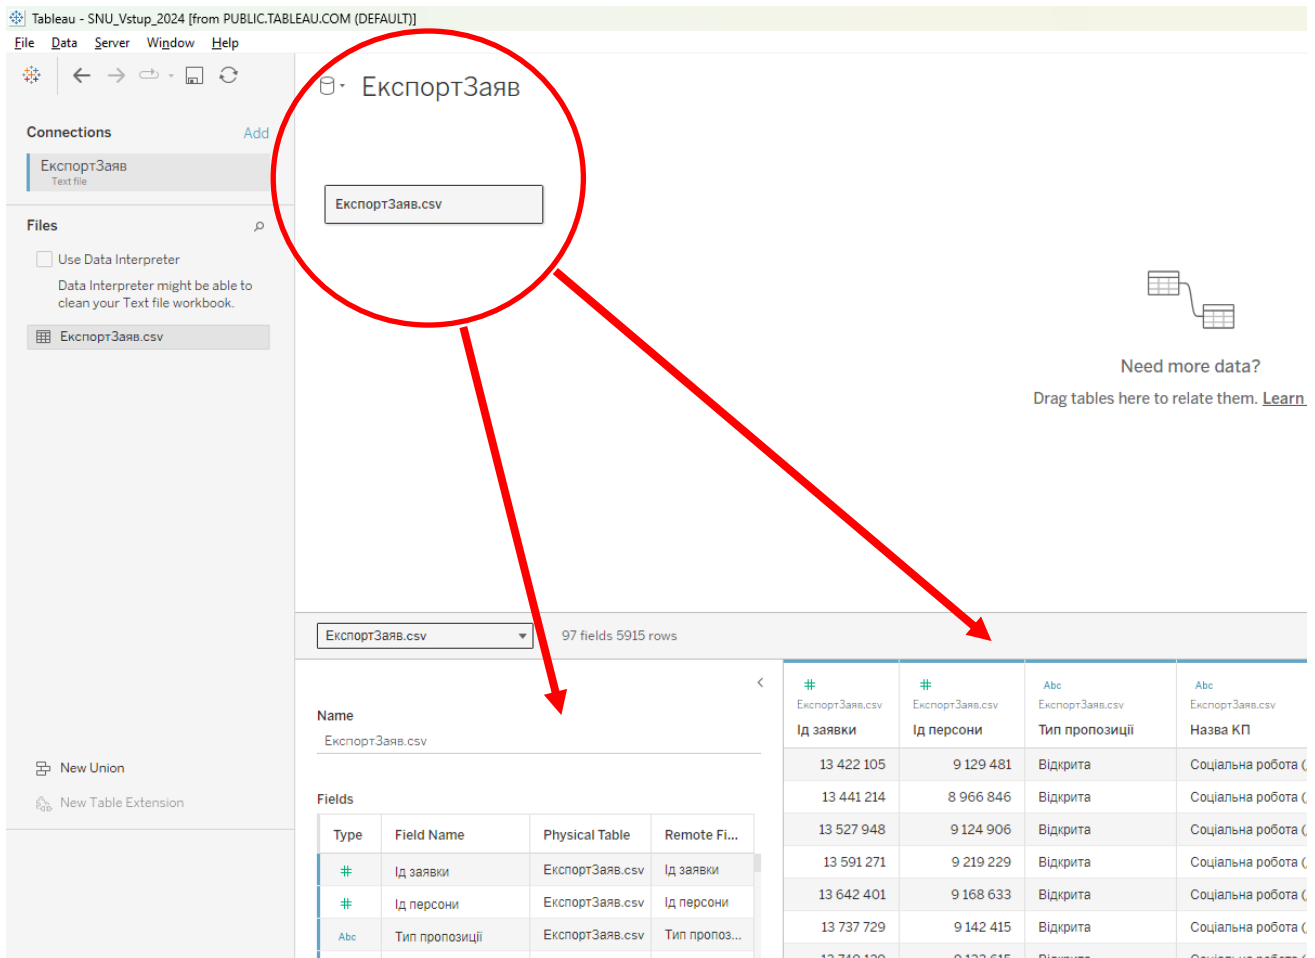 Tableau - SNU_Vstup_2024 [from PUBLIC.TABLEAU.COM (DEFAULT)]
File Data Server Window Help
Connections Add
ЕкспортЗаяв
Text file
Files
Use Data Interpreter
Data Interpreter might be able to
clean your Text file workbook.
ЕкспортЗаяв.csv
New Union
New Table Extension
ЕкспортЗаяв
ЕкспортЗаяв.csv
Need more data?
Drag tables here to relate them. Learn
ЕкспортЗаяв.csv 97 fields 5915 rows
Name
ЕкспортЗаяв.csv
Fields
Type Field Name Physical Table Remote Fi...
# Ід заявки ЕкспортЗаяв.csv Ід заявки
# Ід персони ЕкспортЗаяв.csv Ід персони
Abc Тип пропозиції ЕкспортЗаяв.csv Тип пропоз...
# # Abc Abc
ЕкспортЗаяв.csv ЕкспортЗаяв.csv ЕкспортЗаяв.csv ЕкспортЗаяв.csv
Ід заявки Ід персони Тип пропозиції Назва КП
13 422 105 9 129 481 Відкрита Соціальна робота (
13 441 214 8 966 846 Відкрита Соціальна робота (
13 527 948 9 124 906 Відкрита Соціальна робота (
13 591 271 9 219 229 Відкрита Соціальна робота (
13 642 401 9 168 633 Відкрита Соціальна робота (
13 737 729 9 142 415 Відкрита Соціальна робота (